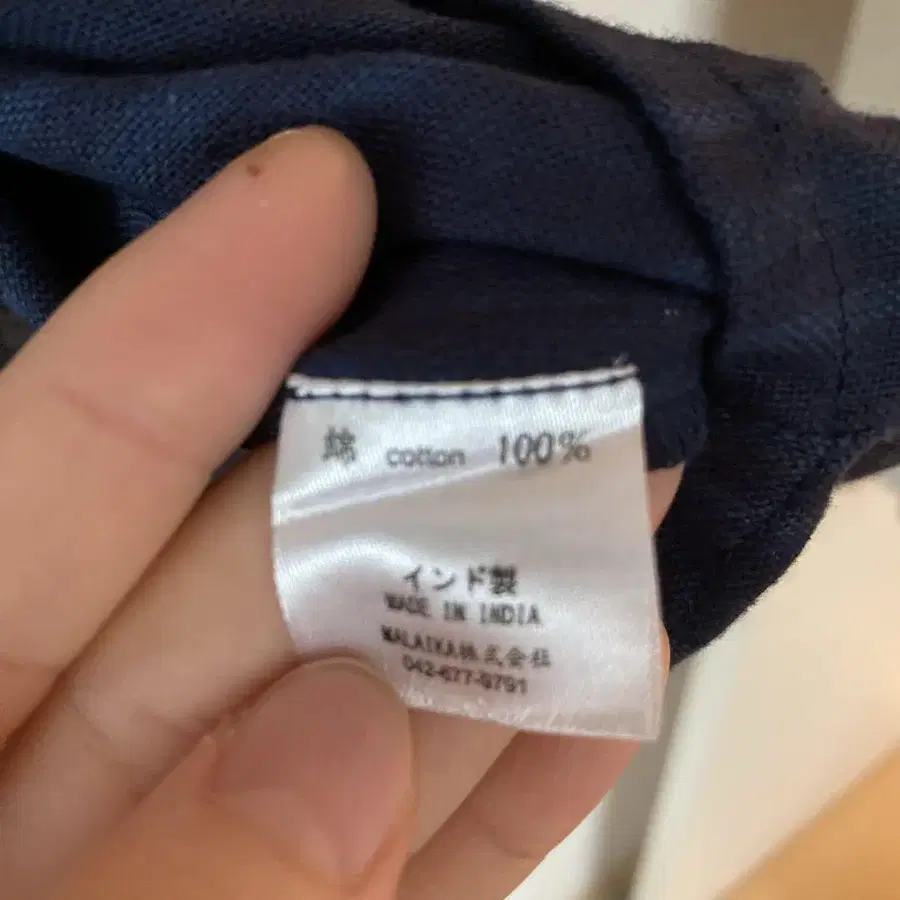 綿 cotton 100%
インド製
MADE IN INDIA
MALAIKA株式会社
042-677-9791